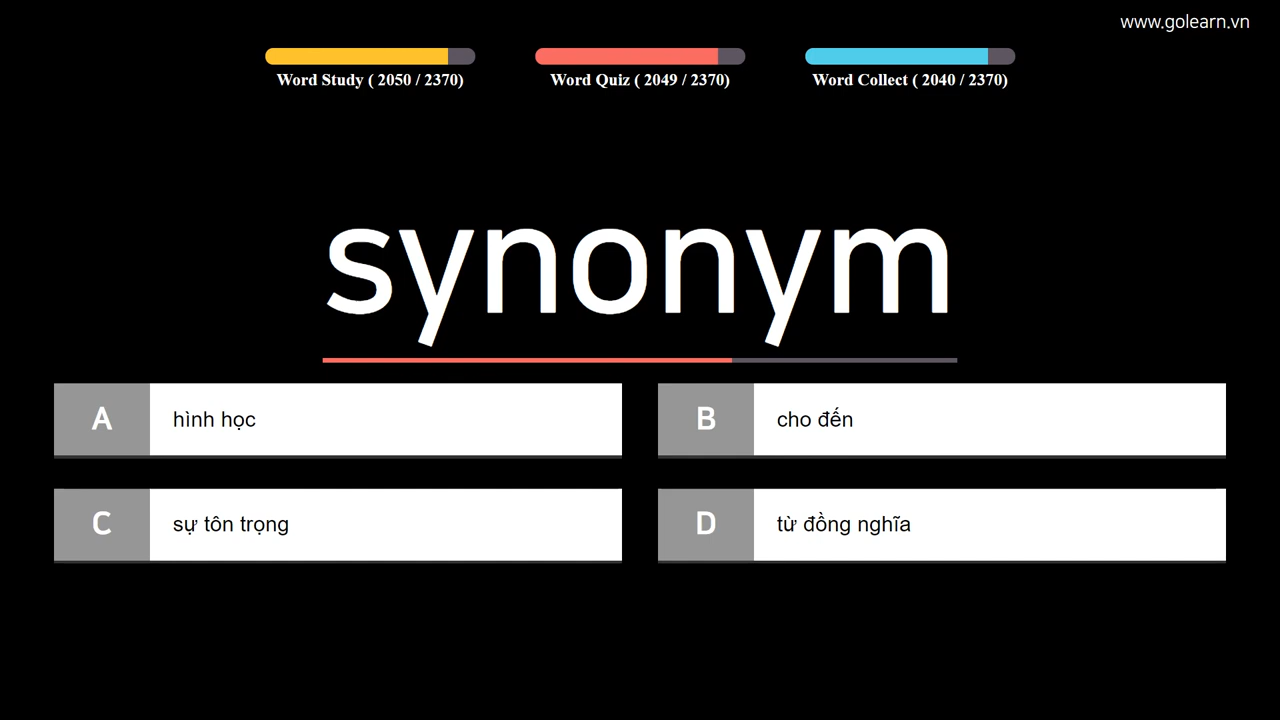 www.golearn.vn
Word Study ( 2050 / 2370)
Word Quiz ( 2049 / 2370)
Word Collect ( 2040 / 2370)
synonym
A hình học
B cho đến
C sự tôn trọng
D từ đồng nghĩa